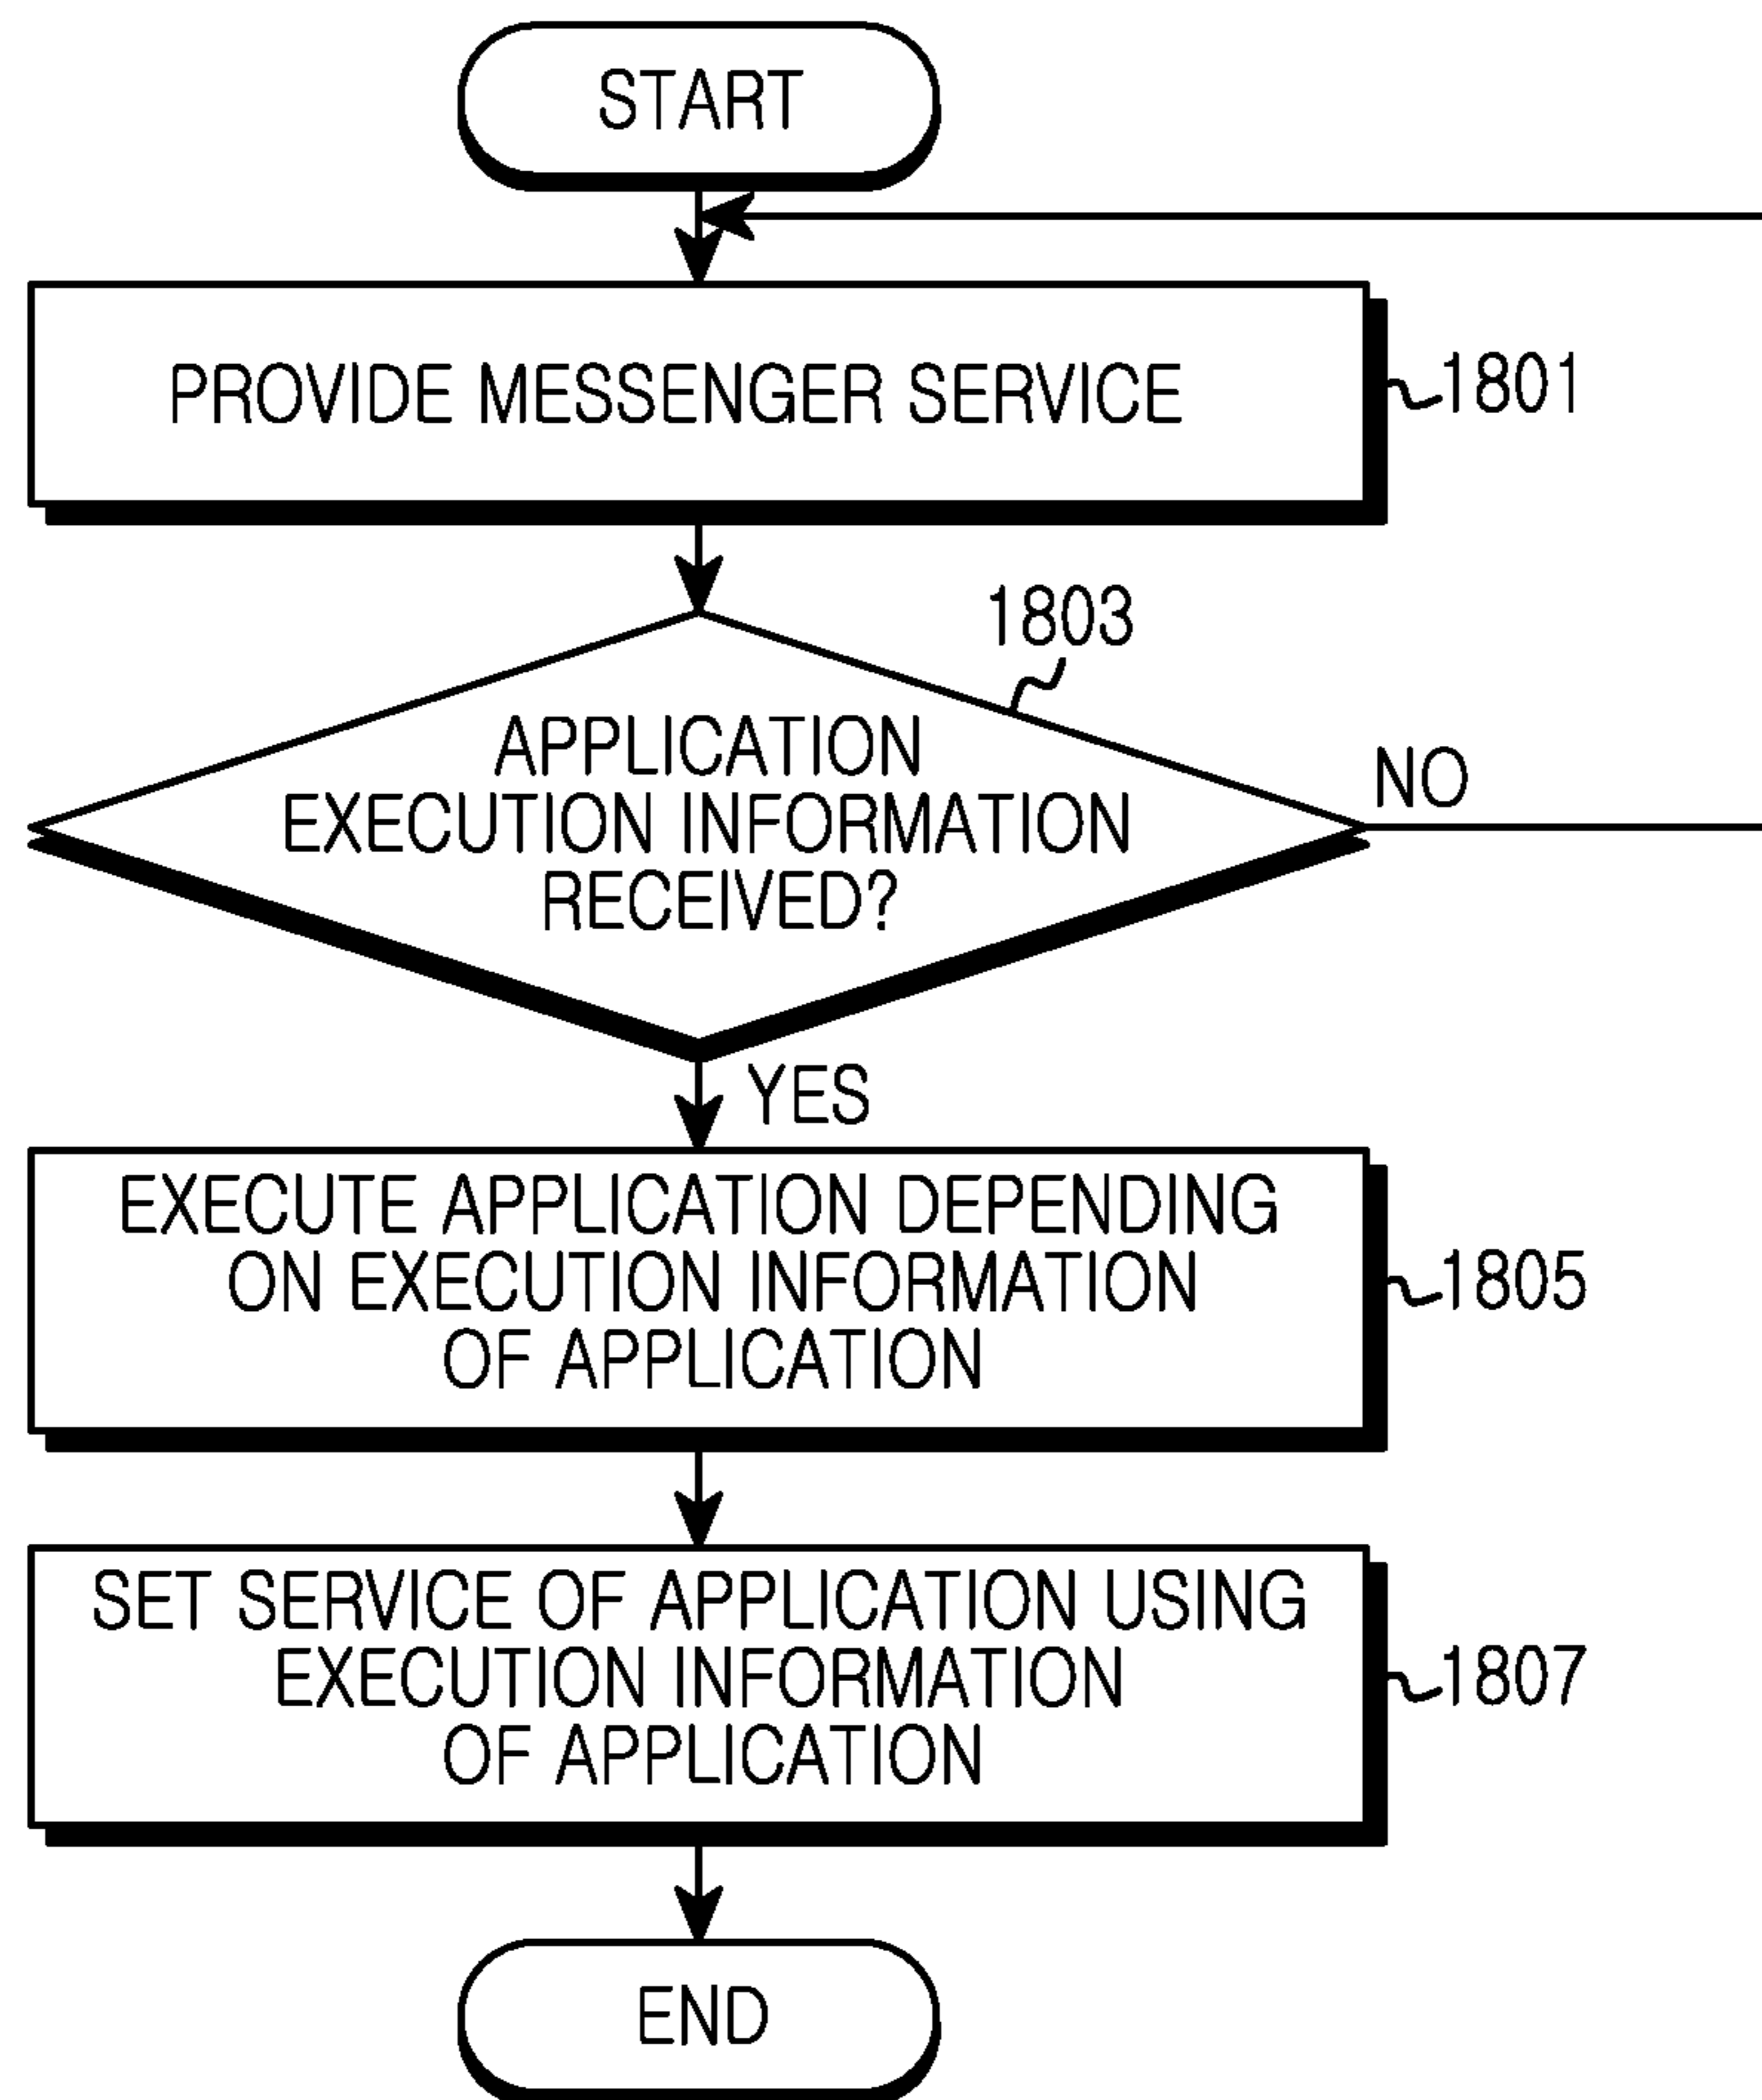 START
PROVIDE MESSENGER SERVICE
1801
1803
APPLICATION
EXECUTION INFORMATION
RECEIVED?
NO
YES
EXECUTE APPLICATION DEPENDING
ON EXECUTION INFORMATION
OF APPLICATION
1805
SET SERVICE OF APPLICATION USING
EXECUTION INFORMATION
OF APPLICATION
1807
END